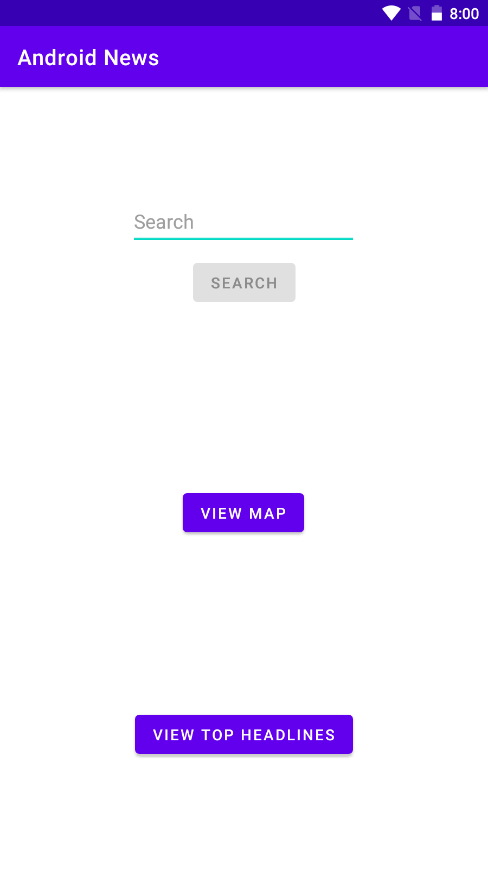 8:00
Android News
Search
SEARCH
VIEW MAP
VIEW TOP HEADLINES